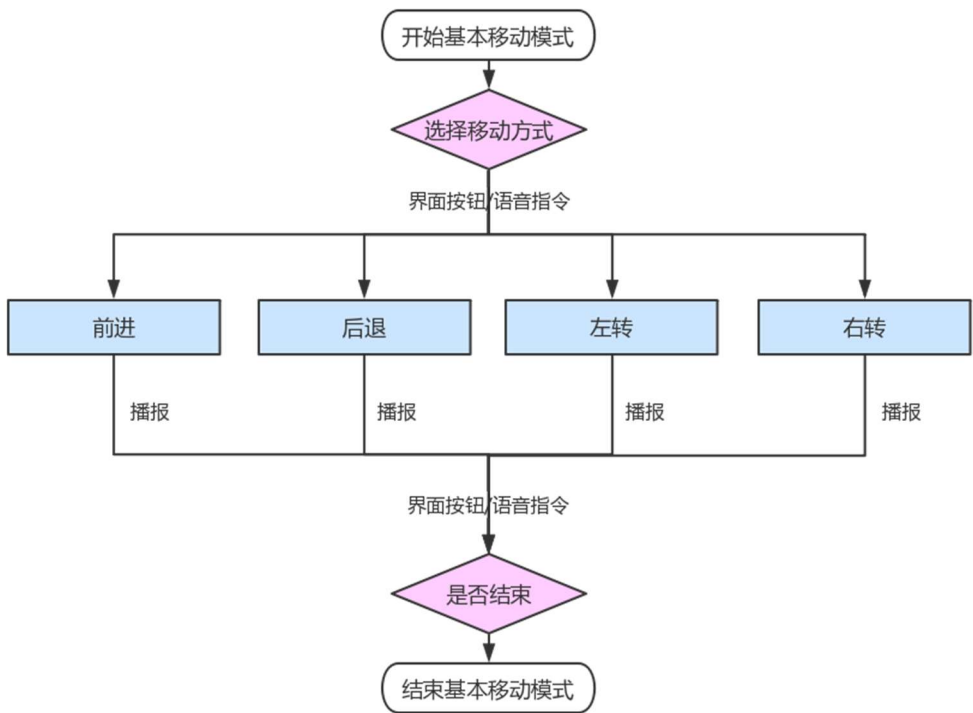 开始基本移动模式
选择移动方式
界面按钮/语音指令
前进
后退
左转
右转
播报
播报
播报
播报
界面按钮/语音指令
是否结束
结束基本移动模式